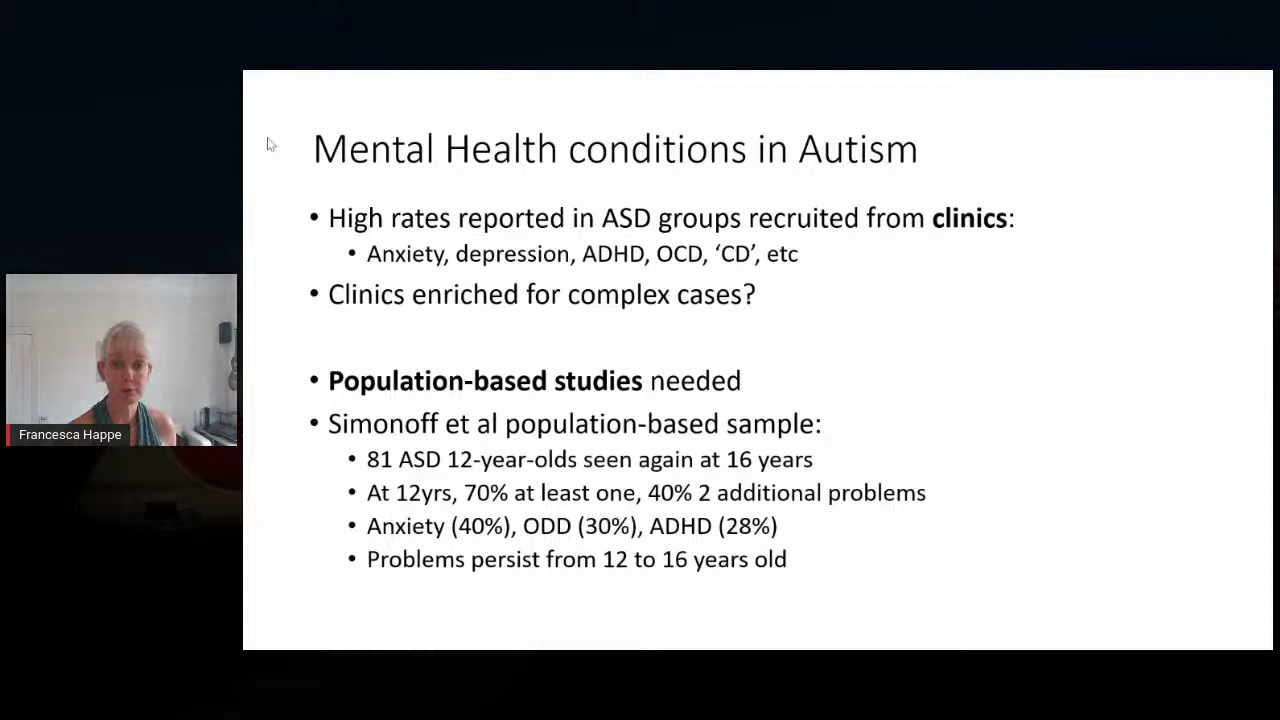 Mental Health conditions in Autism
• High rates reported in ASD groups recruited from clinics:
• Anxiety, depression, ADHD, OCD, ‘CD’, etc
• Clinics enriched for complex cases?
• Population-based studies needed
• Simonoff et al population-based sample:
• 81 ASD 12-year-olds seen again at 16 years
• At 12yrs, 70% at least one, 40% 2 additional problems
• Anxiety (40%), ODD (30%), ADHD (28%)
• Problems persist from 12 to 16 years old
Francesca Happe